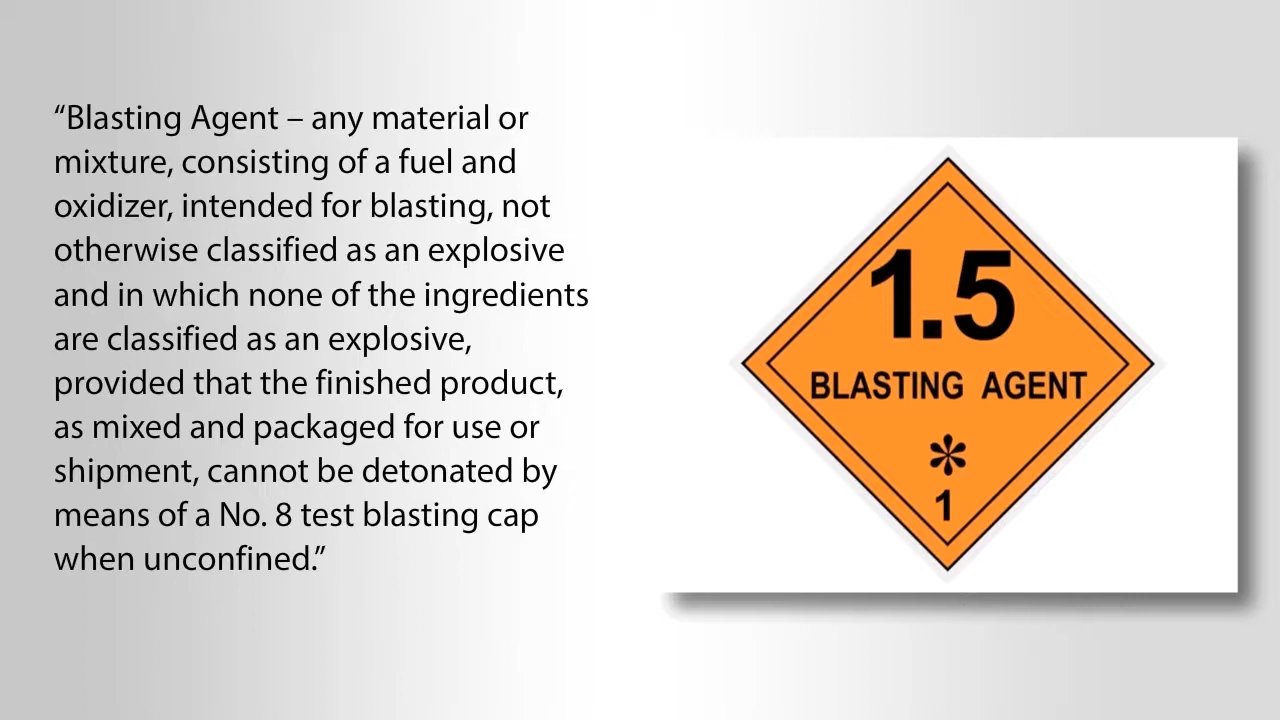 “Blasting Agent – any material or
mixture, consisting of a fuel and
oxidizer, intended for blasting, not
otherwise classified as an explosive
and in which none of the ingredients
are classified as an explosive,
provided that the finished product,
as mixed and packaged for use or
shipment, cannot be detonated by
means of a No. 8 test blasting cap
when unconfined.”
1.5
BLASTING AGENT
*
1